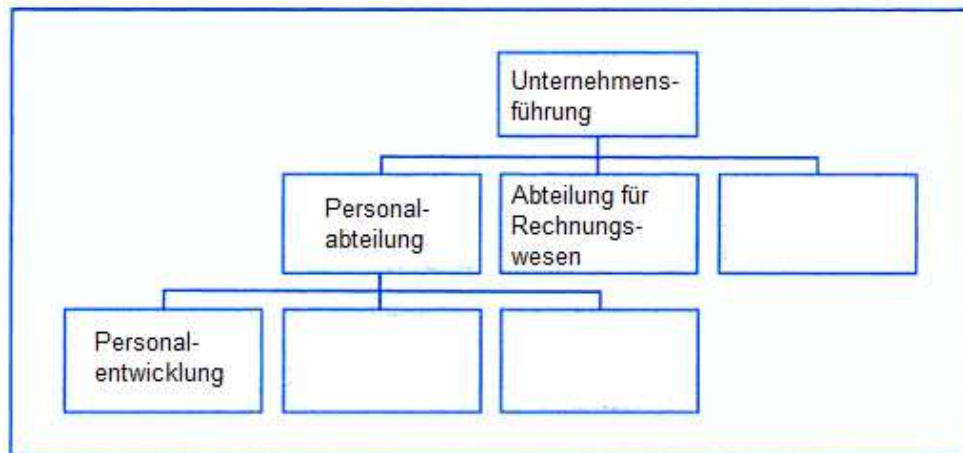 Unternehmens-
führung
Personal-
abteilung
Abteilung für
Rechnungs-
wesen
Personal-
entwicklung